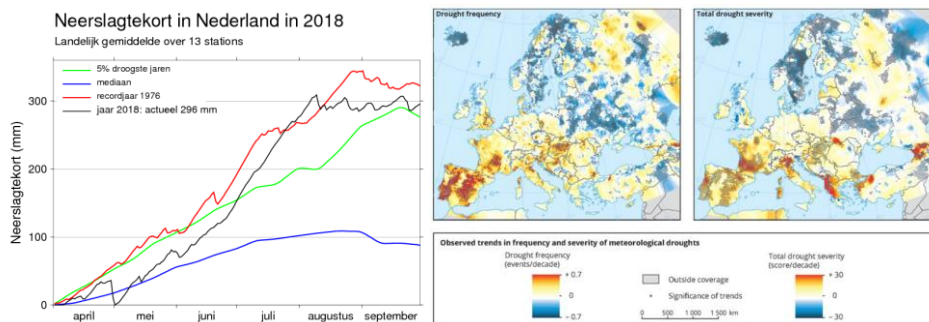 Neerslagtekort in Nederland in 2018
Landelijk gemiddelde over 13 stations
5% droogste jaren
mediaan
recordjaar 1976
jaar 2018: actueel 296 mm
Neerslagtekort (mm)
300
200
100
0
april mei juni juli augustus september
Drought frequency
Total drought severity
Observed trends in frequency and severity of meteorological droughts
Drought frequency
(events/decade)
+ 0.7
0
- 0.7
Outside coverage
Significance of trends
0 500 1 000 1 500 km
Total drought severity
(score/decade)
+ 30
0
- 30